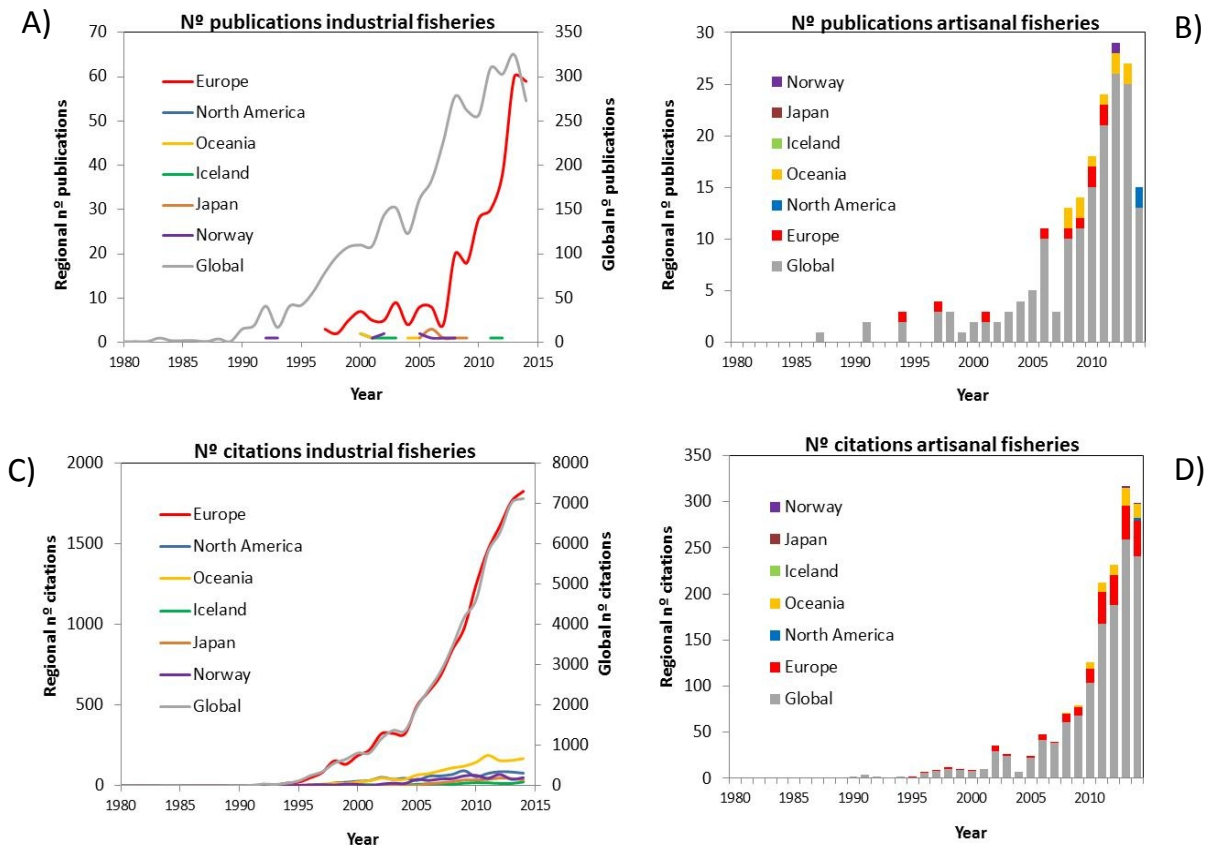 A)
Nº publications industrial fisheries
70
60
50
40
30
20
10
0
Regional nº publications
350
300
250
200
150
100
50
0
Global nº publications
Europe
North America
Oceania
Iceland
Japan
Norway
Global
1980 1985 1990 1995 2000 2005 2010 2015
Year
B)
Nº publications artisanal fisheries
30
25
20
15
10
5
0
Regional nº publications
Norway
Japan
Iceland
Oceania
North America
Europe
Global
1980 1985 1990 1995 2000 2005 2010
Year
C)
Nº citations industrial fisheries
2000
1500
1000
500
0
Regional nº citations
8000
7000
6000
5000
4000
3000
2000
1000
0
Global nº citations
Europe
North America
Oceania
Iceland
Japan
Norway
Global
1980 1985 1990 1995 2000 2005 2010 2015
Year
D)
Nº citations artisanal fisheries
350
300
250
200
150
100
50
0
Regional nº citations
Norway
Japan
Iceland
Oceania
North America
Europe
Global
1980 1985 1990 1995 2000 2005 2010
Year